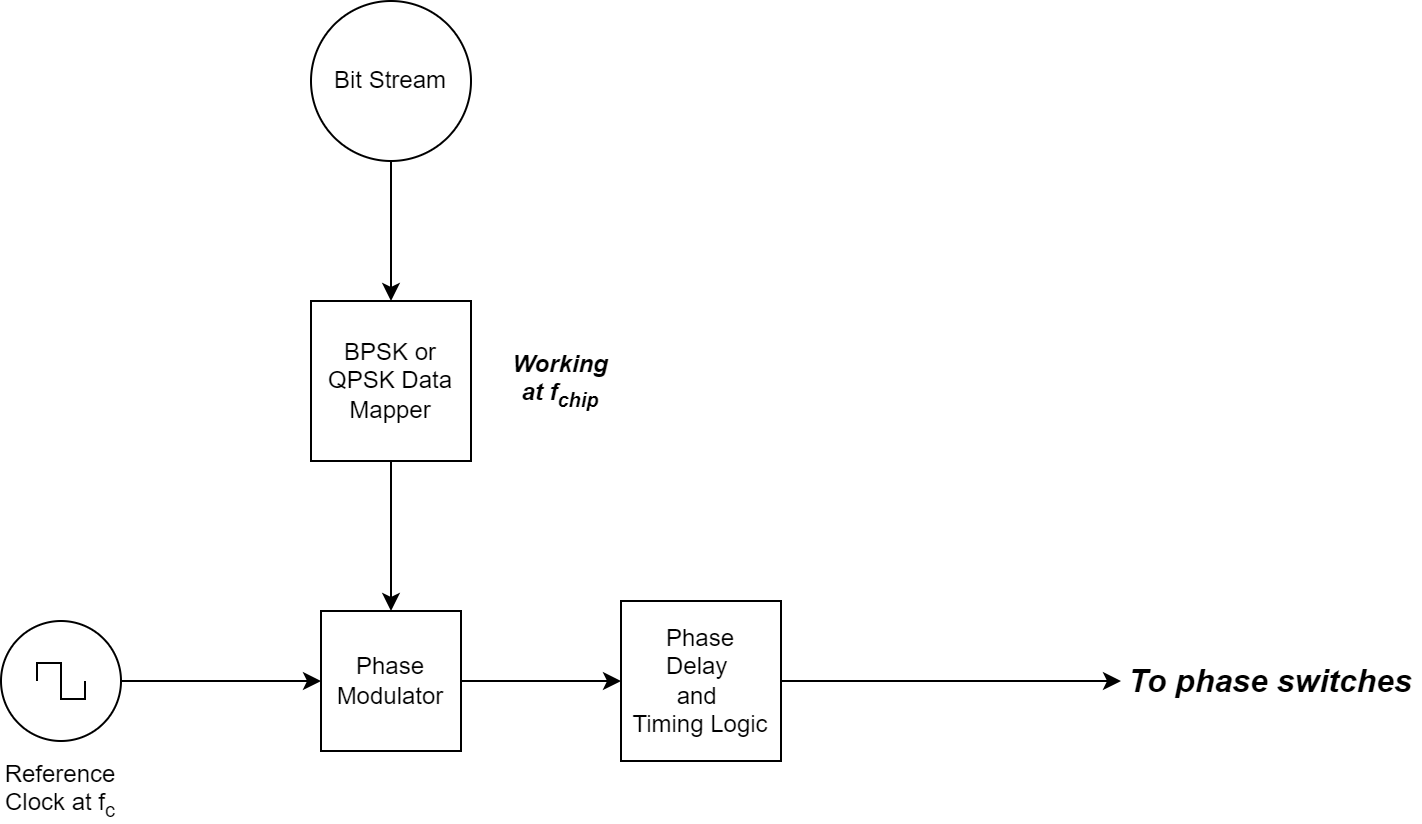 Bit Stream
BPSK or
QPSK Data
Mapper
Working
at fchip
Phase
Modulator
Phase
Delay
and
Timing Logic
To phase switches
Reference
Clock at fc